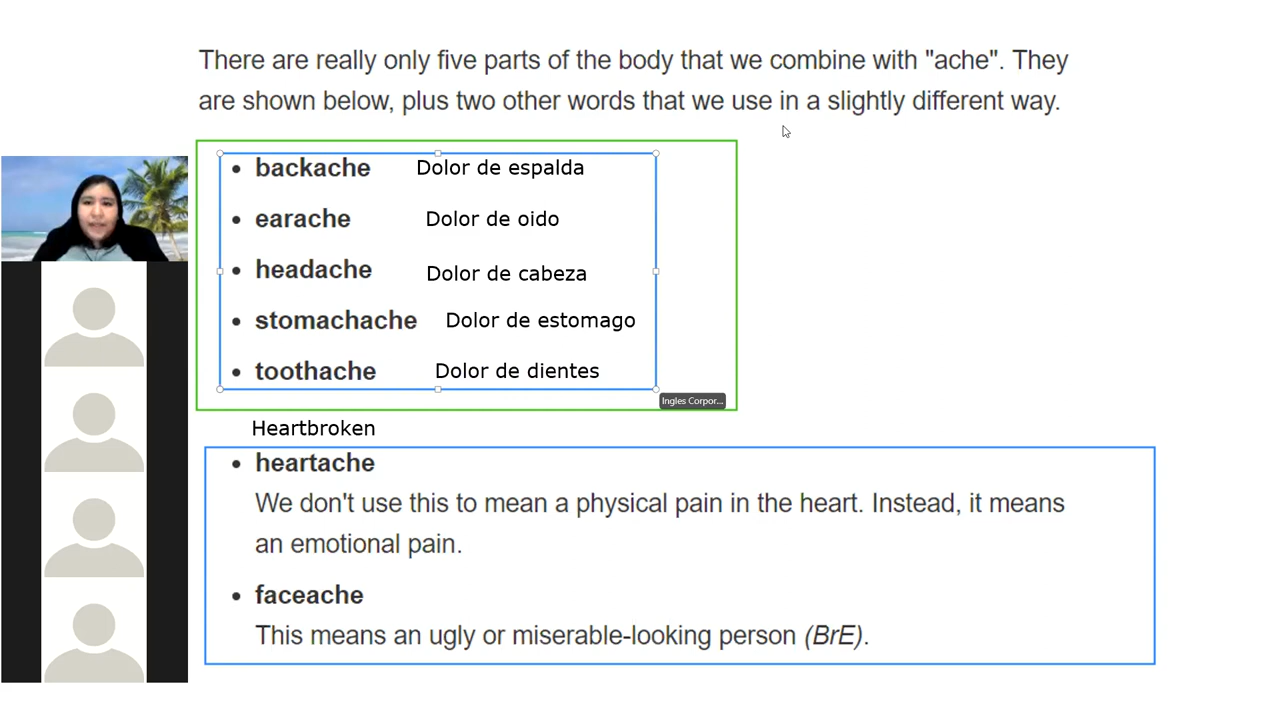 There are really only five parts of the body that we combine with "ache". They
are shown below, plus two other words that we use in a slightly different way.
• backache Dolor de espalda
• earache Dolor de oido
• headache Dolor de cabeza
• stomachache Dolor de estomago
• toothache Dolor de dientes
Ingles Corpor...
Heartbroken
• heartache
We don't use this to mean a physical pain in the heart. Instead, it means
an emotional pain.
• faceache
This means an ugly or miserable-looking person (BrE).